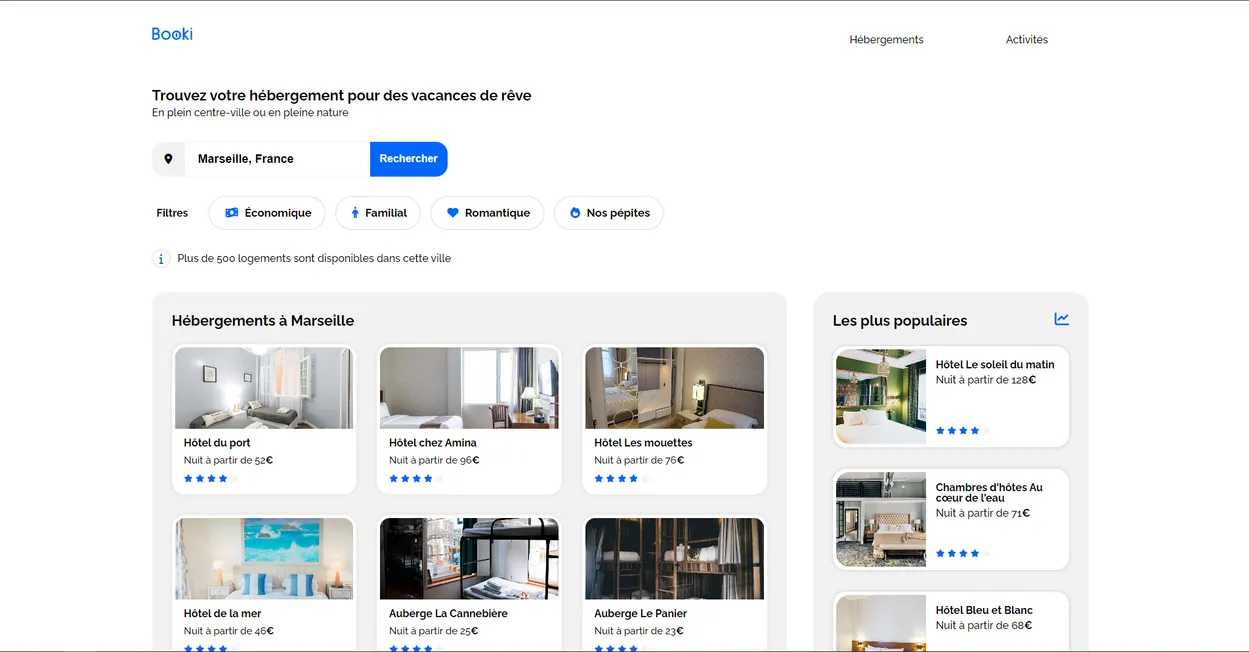 Booki
Hébergements
Activités
Trouvez votre hébergement pour des vacances de rêve
En plein centre-ville ou en pleine nature
Marseille, France
Rechercher
Filtres
Économique
Familial
Romantique
Nos pépites
Plus de 500 logements sont disponibles dans cette ville
Hébergements à Marseille
Hôtel du port
Nuit à partir de 52€
Hôtel chez Amina
Nuit à partir de 96€
Hôtel Les mouettes
Nuit à partir de 76€
Hôtel de la mer
Nuit à partir de 46€
Auberge La Cannebière
Nuit à partir de 25€
Auberge Le Panier
Nuit à partir de 23€
Les plus populaires
Hôtel Le soleil du matin
Nuit à partir de 128€
Chambres d'hôtes Au
cœur de l'eau
Nuit à partir de 71€
Hôtel Bleu et Blanc
Nuit à partir de 68€